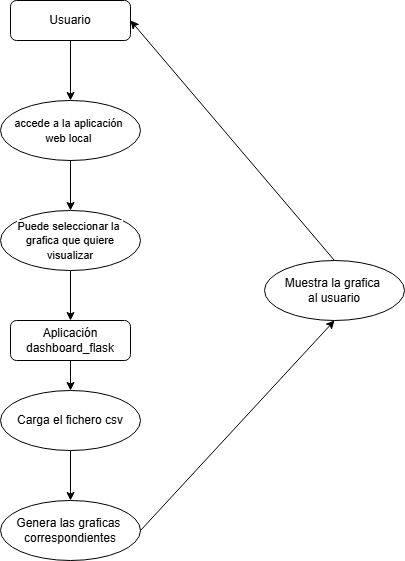 Usuario
accede a la aplicación
web local
Puede seleccionar la
grafica que quiere
visualizar
Aplicación
dashboard_flask
Carga el fichero csv
Genera las graficas
correspondientes
Muestra la grafica
al usuario